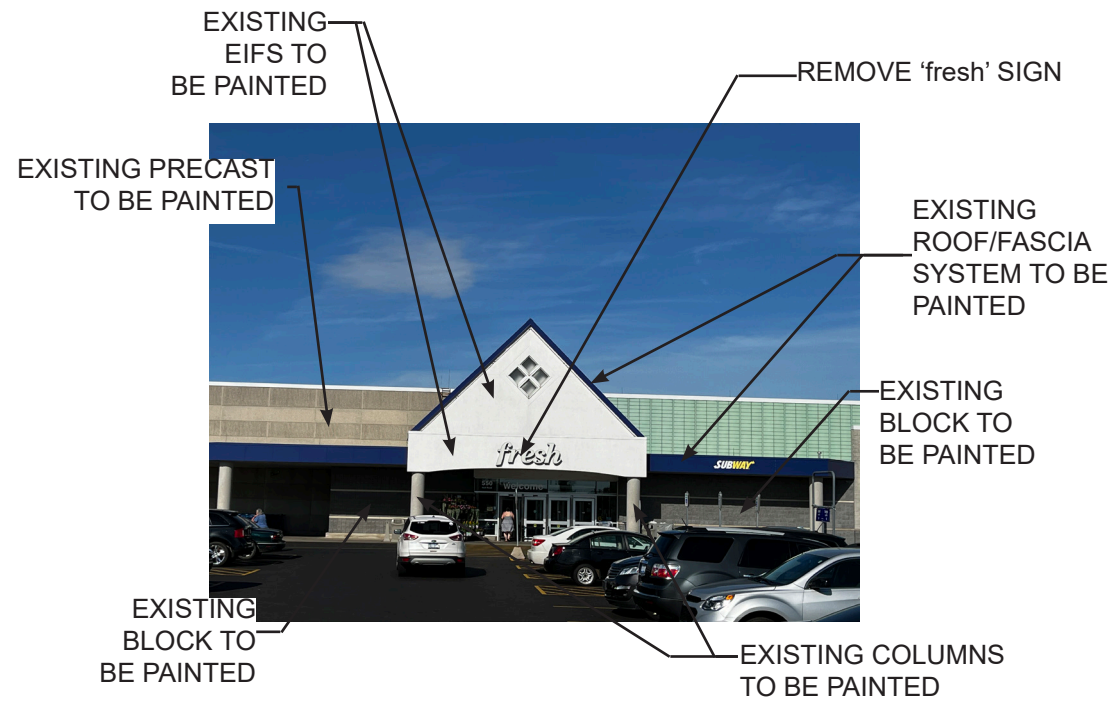 EXISTING
EIFS TO
BE PAINTED
REMOVE ‘fresh’ SIGN
EXISTING PRECAST
TO BE PAINTED
EXISTING
ROOF/FASCIA
SYSTEM TO BE
PAINTED
EXISTING
BLOCK TO
BE PAINTED
fresh
SUBWAY
welcome
EXISTING
BLOCK TO
BE PAINTED
EXISTING COLUMNS
TO BE PAINTED